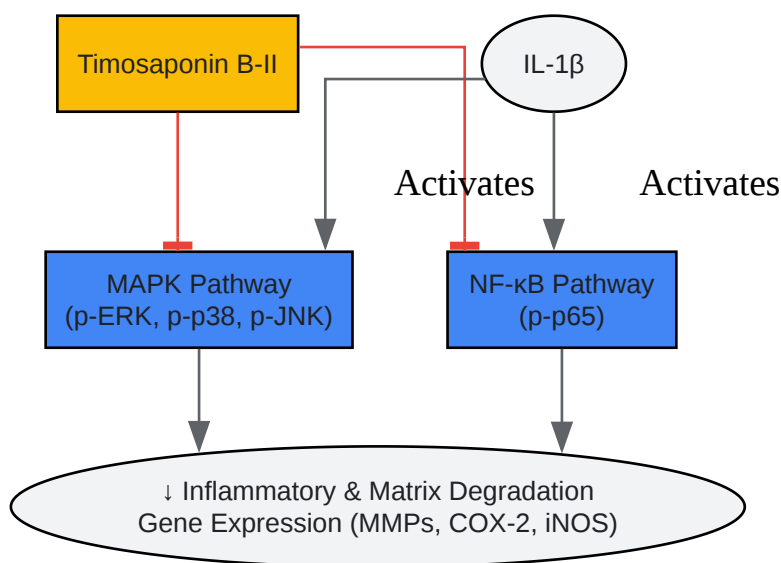 Timosaponin B-II
IL-1β
Activates
Activates
MAPK Pathway
(p-ERK, p-p38, p-JNK)
NF-κB Pathway
(p-p65)
↓ Inflammatory & Matrix Degradation
Gene Expression (MMPs, COX-2, iNOS)